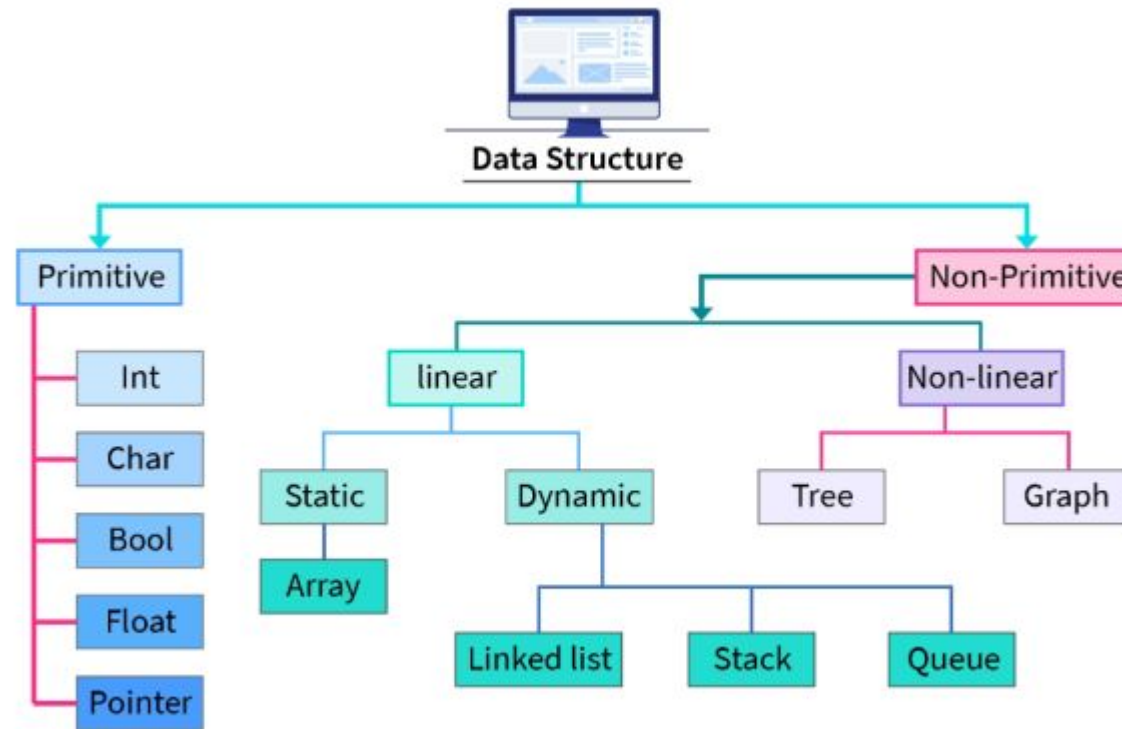 Data Structure
Primitive
Non-Primitive
Int
Char
Bool
Float
Pointer
linear
Non-linear
Static
Dynamic
Tree
Graph
Array
Linked list
Stack
Queue